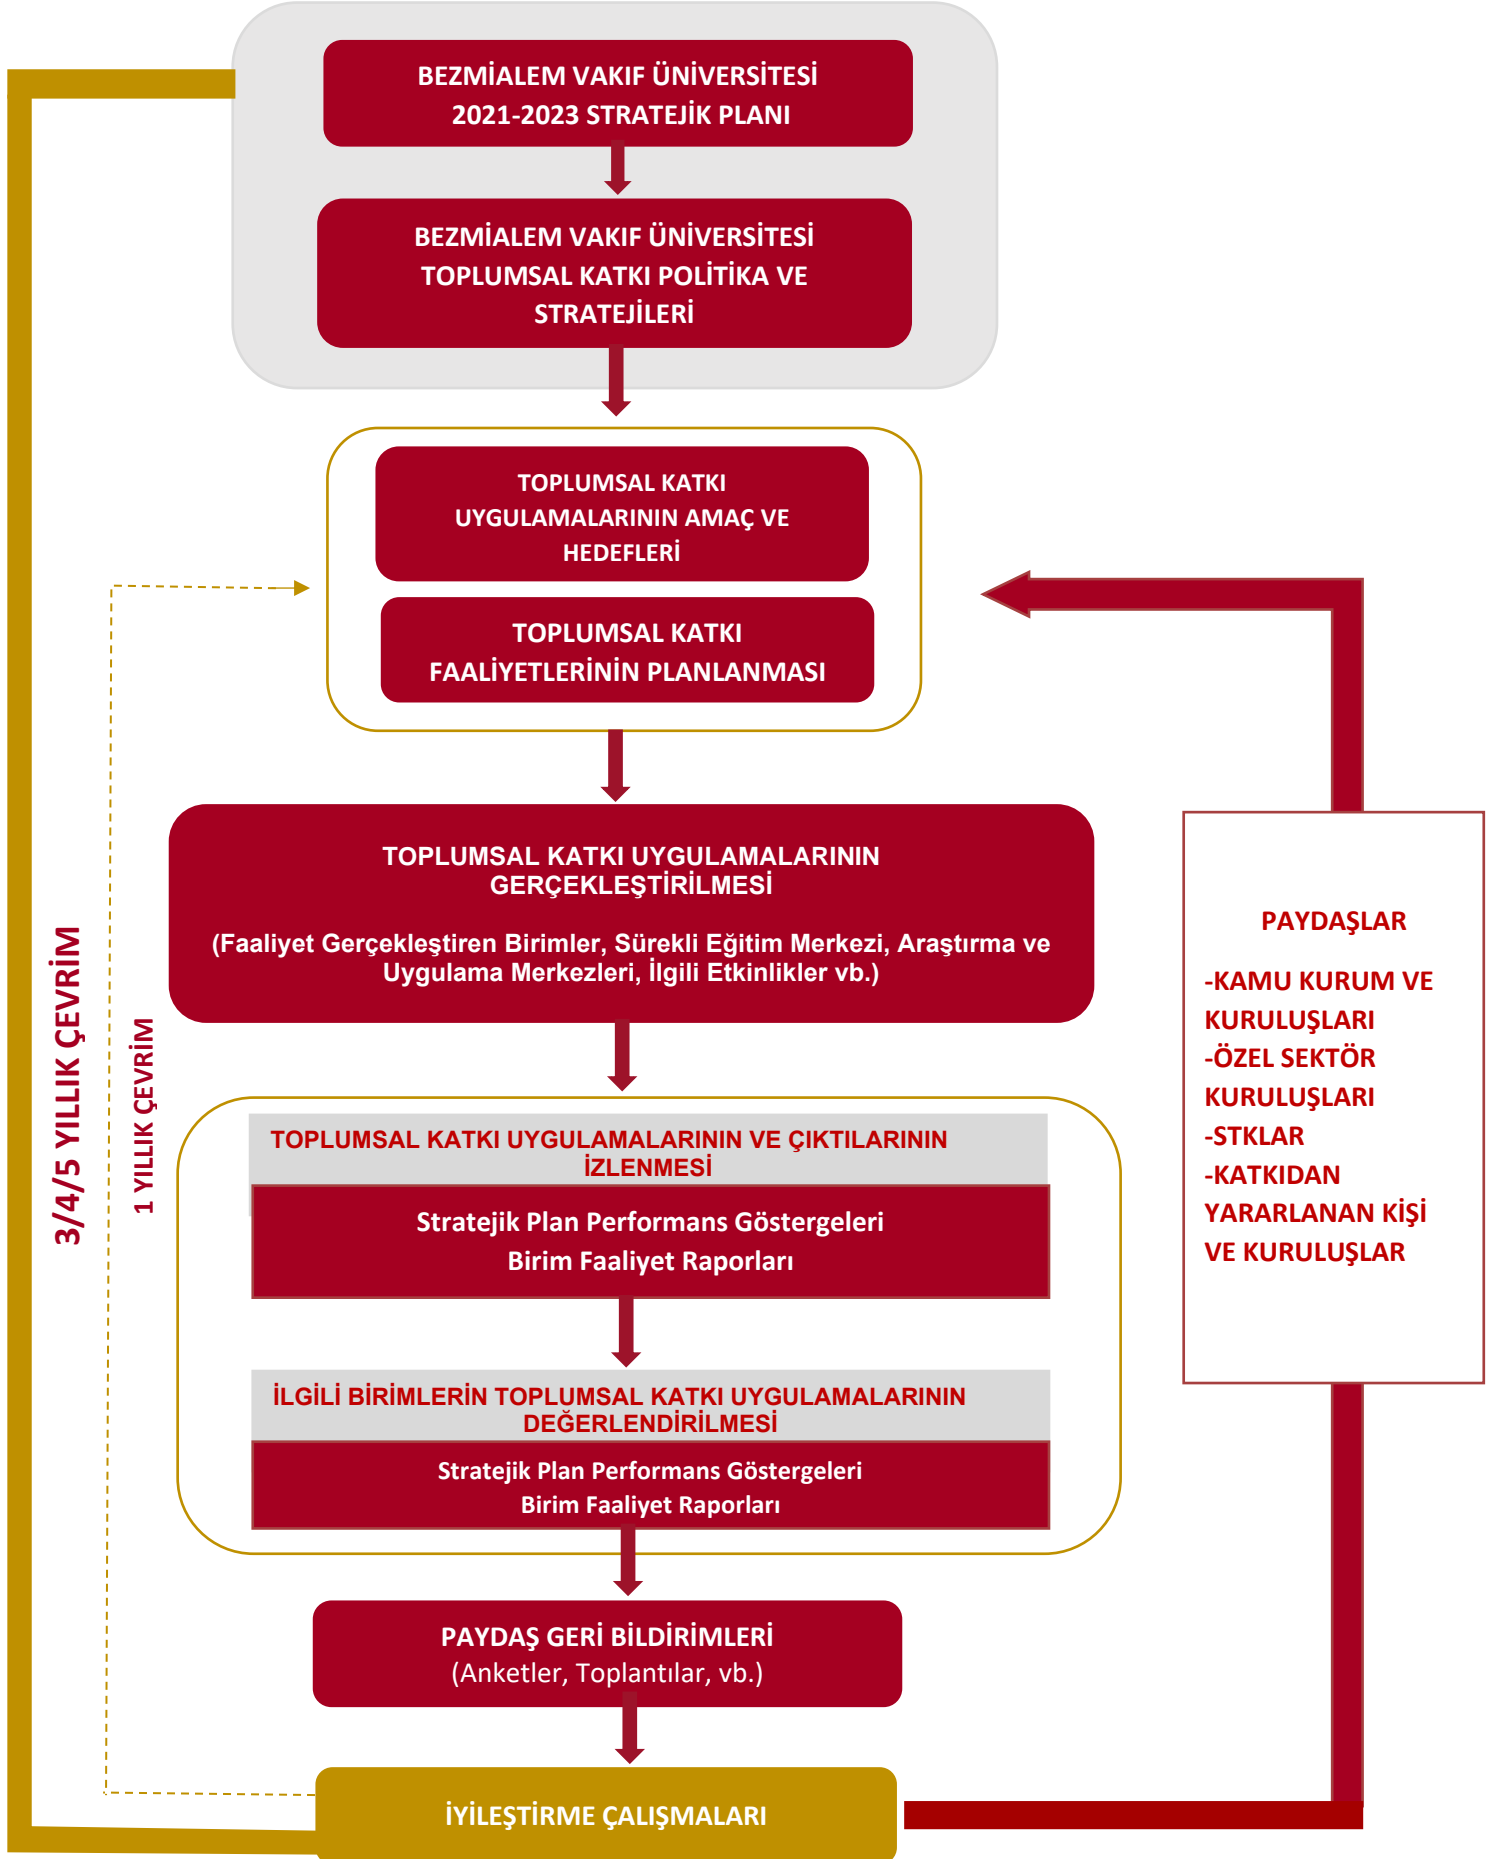 BEZMİALEM VAKIF ÜNİVERSİTESİ
2021-2023 STRATEJİK PLANI
BEZMİALEM VAKIF ÜNİVERSİTESİ
TOPLUMSAL KATKI POLİTİKA VE
STRATEJİLERİ
TOPLUMSAL KATKI
UYGULAMALARININ AMAÇ VE
HEDEFLERİ
TOPLUMSAL KATKI
FAALİYETLERİNİN PLANLANMASI
TOPLUMSAL KATKI UYGULAMALARININ
GERÇEKLEŞTİRİLMESİ
(Faaliyet Gerçekleştiren Birimler, Sürekli Eğitim Merkezi, Araştırma ve
Uygulama Merkezleri, İlgili Etkinlikler vb.)
3/4/5 YILLIK ÇEVRİM
1 YILLIK ÇEVRİM
TOPLUMSAL KATKI UYGULAMALARININ VE ÇIKTILARININ
İZLENMESİ
Stratejik Plan Performans Göstergeleri
Birim Faaliyet Raporları
İLGİLİ BİRİMLERİN TOPLUMSAL KATKI UYGULAMALARININ
DEĞERLENDİRİLMESİ
Stratejik Plan Performans Göstergeleri
Birim Faaliyet Raporları
PAYDAŞ GERİ BİLDİRİMLERİ
(Anketler, Toplantılar, vb.)
İYİLEŞTİRME ÇALIŞMALARI
PAYDAŞLAR
-KAMU KURUM VE
KURULUŞLARI
-ÖZEL SEKTÖR
KURULUŞLARI
-STKLAR
-KATKIDAN
YARARLANAN KİŞİ
VE KURULUŞLAR